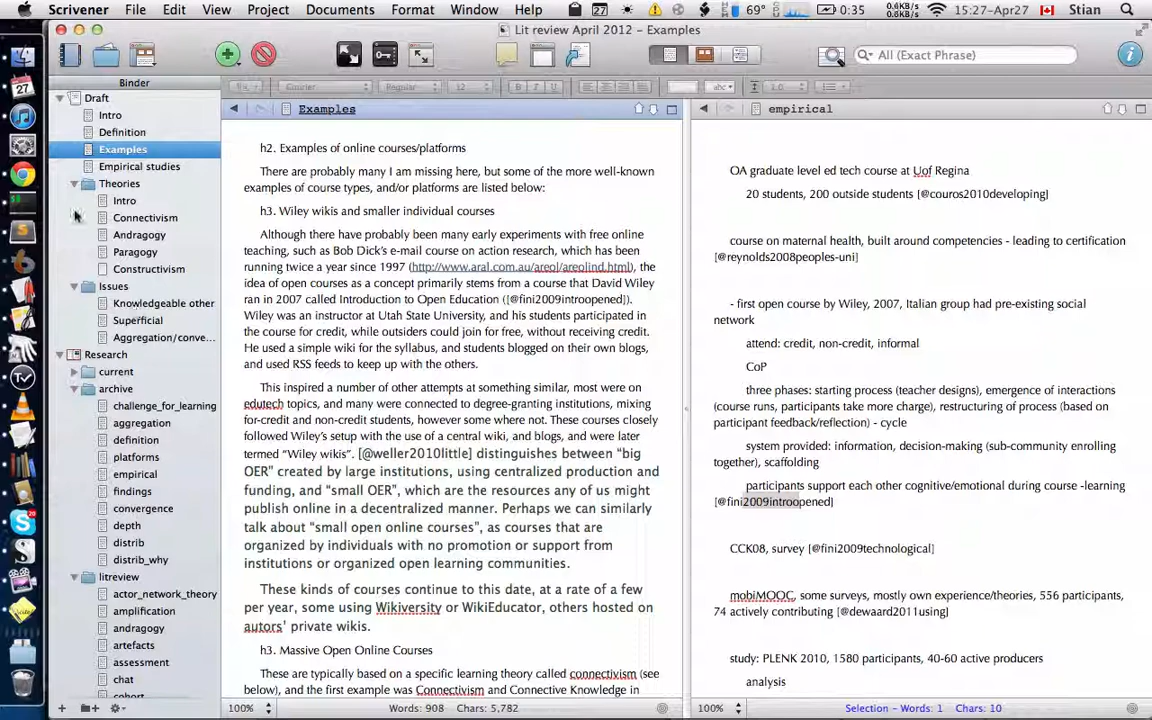 Scrivener File Edit View Project Documents Format Window Help 27 69° 0:35 0.6KB/s 0.0KB/s 15:27-Apr27 Stian
Lit review April 2012 – Examples
All (Exact Phrase)
Binder
Courier Regular 12 B I U abc 1.0
Draft
Intro
Definition
Examples
Empirical studies
Theories
Intro
Connectivism
Andragogy
Paragogy
Constructivism
Issues
Knowledgeable other
Superficial
Aggregation/conve...
Research
current
archive
challenge_for_learning
aggregation
definition
platforms
empirical
findings
convergence
depth
distrib
distrib_why
litreview
actor_network_theory
amplification
andragogy
artefacts
assessment
chat
cohort
Examples
h2. Examples of online courses/platforms
There are probably many I am missing here, but some of the more well-known
examples of course types, and/or platforms are listed below:
h3. Wiley wikis and smaller individual courses
Although there have probably been many early experiments with free online
teaching, such as Bob Dick's e-mail course on action research, which has been
running twice a year since 1997 (http://www.aral.com.au/areol/areolind.html), the
idea of open courses as a concept primarily stems from a course that David Wiley
ran in 2007 called Introduction to Open Education ([@fini2009introopened]).
Wiley was an instructor at Utah State University, and his students participated in
the course for credit, while outsiders could join for free, without receiving credit.
He used a simple wiki for the syllabus, and students blogged on their own blogs,
and used RSS feeds to keep up with the others.
This inspired a number of other attempts at something similar, most were on
edutech topics, and many were connected to degree-granting institutions, mixing
for-credit and non-credit students, however some where not. These courses closely
followed Wiley's setup with the use of a central wiki, and blogs, and were later
termed “Wiley wikis”. [@weller2010little] distinguishes between “big
OER” created by large institutions, using centralized production and
funding, and “small OER”, which are the resources any of us might
publish online in a decentralized manner. Perhaps we can similarly
talk about “small open online courses”, as courses that are
organized by individuals with no promotion or support from
institutions or organized open learning communities.
These kinds of courses continue to this date, at a rate of a few
per year, some using Wikiversity or WikiEducator, others hosted on
autors' private wikis.
h3. Massive Open Online Courses
These are typically based on a specific learning theory called connectivism (see
below), and the first example was Connectivism and Connective Knowledge in
100% Words: 908 Chars: 5,782
empirical
OA graduate level ed tech course at Uof Regina
20 students, 200 outside students [@couros2010developing]
course on maternal health, built around competencies - leading to certification
[@reynolds2008peoples-uni]
- first open course by Wiley, 2007, Italian group had pre-existing social
network
attend: credit, non-credit, informal
CoP
three phases: starting process (teacher designs), emergence of interactions
(course runs, participants take more charge), restructuring of process (based on
participant feedback/reflection) - cycle
system provided: information, decision-making (sub-community enrolling
together), scaffolding
participants support each other cognitive/emotional during course -learning
[@fini2009introopened]
CCK08, survey [@fini2009technological]
mobiMOOC, some surveys, mostly own experience/theories, 556 participants,
74 actively contributing [@dewaard2011using]
study: PLENK 2010, 1580 participants, 40-60 active producers
analysis
100% Selection – Words: 1 Chars: 10